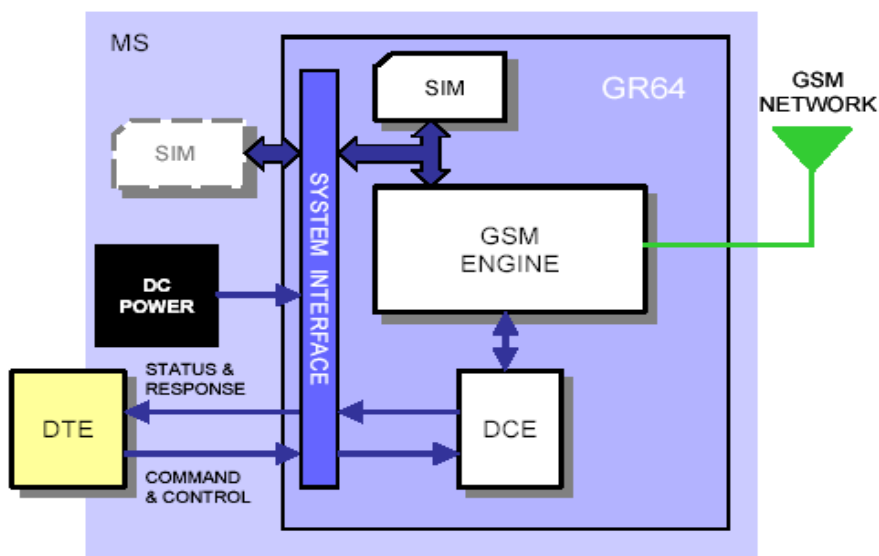 MS
SIM
GR64
GSM
NETWORK
SIM
SYSTEM INTERFACE
GSM
ENGINE
DC
POWER
STATUS &
RESPONSE
DTE
DCE
COMMAND
& CONTROL